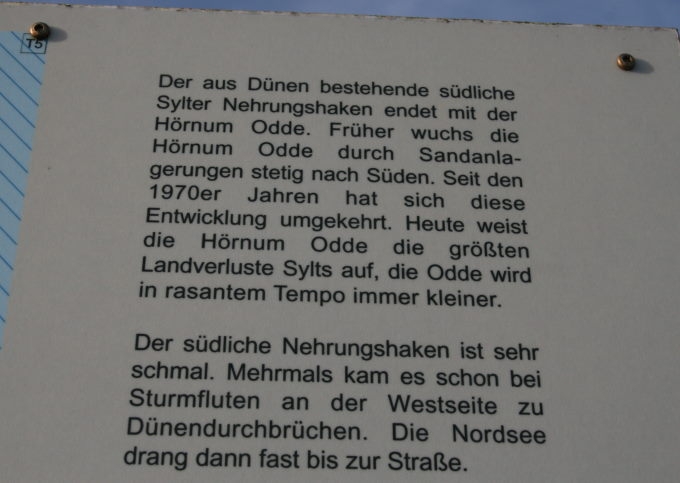 T5
Der aus Dünen bestehende südliche
Sylter Nehrungshaken endet mit der
Hörnum Odde. Früher wuchs die
Hörnum Odde durch Sandanla-
gerungen stetig nach Süden. Seit den
1970er Jahren hat sich diese
Entwicklung umgekehrt. Heute weist
die Hörnum Odde die größten
Landverluste Sylts auf, die Odde wird
in rasantem Tempo immer kleiner.
Der südliche Nehrungshaken ist sehr
schmal. Mehrmals kam es schon bei
Sturmfluten an der Westseite zu
Dünendurchbrüchen. Die Nordsee
drang dann fast bis zur Straße.